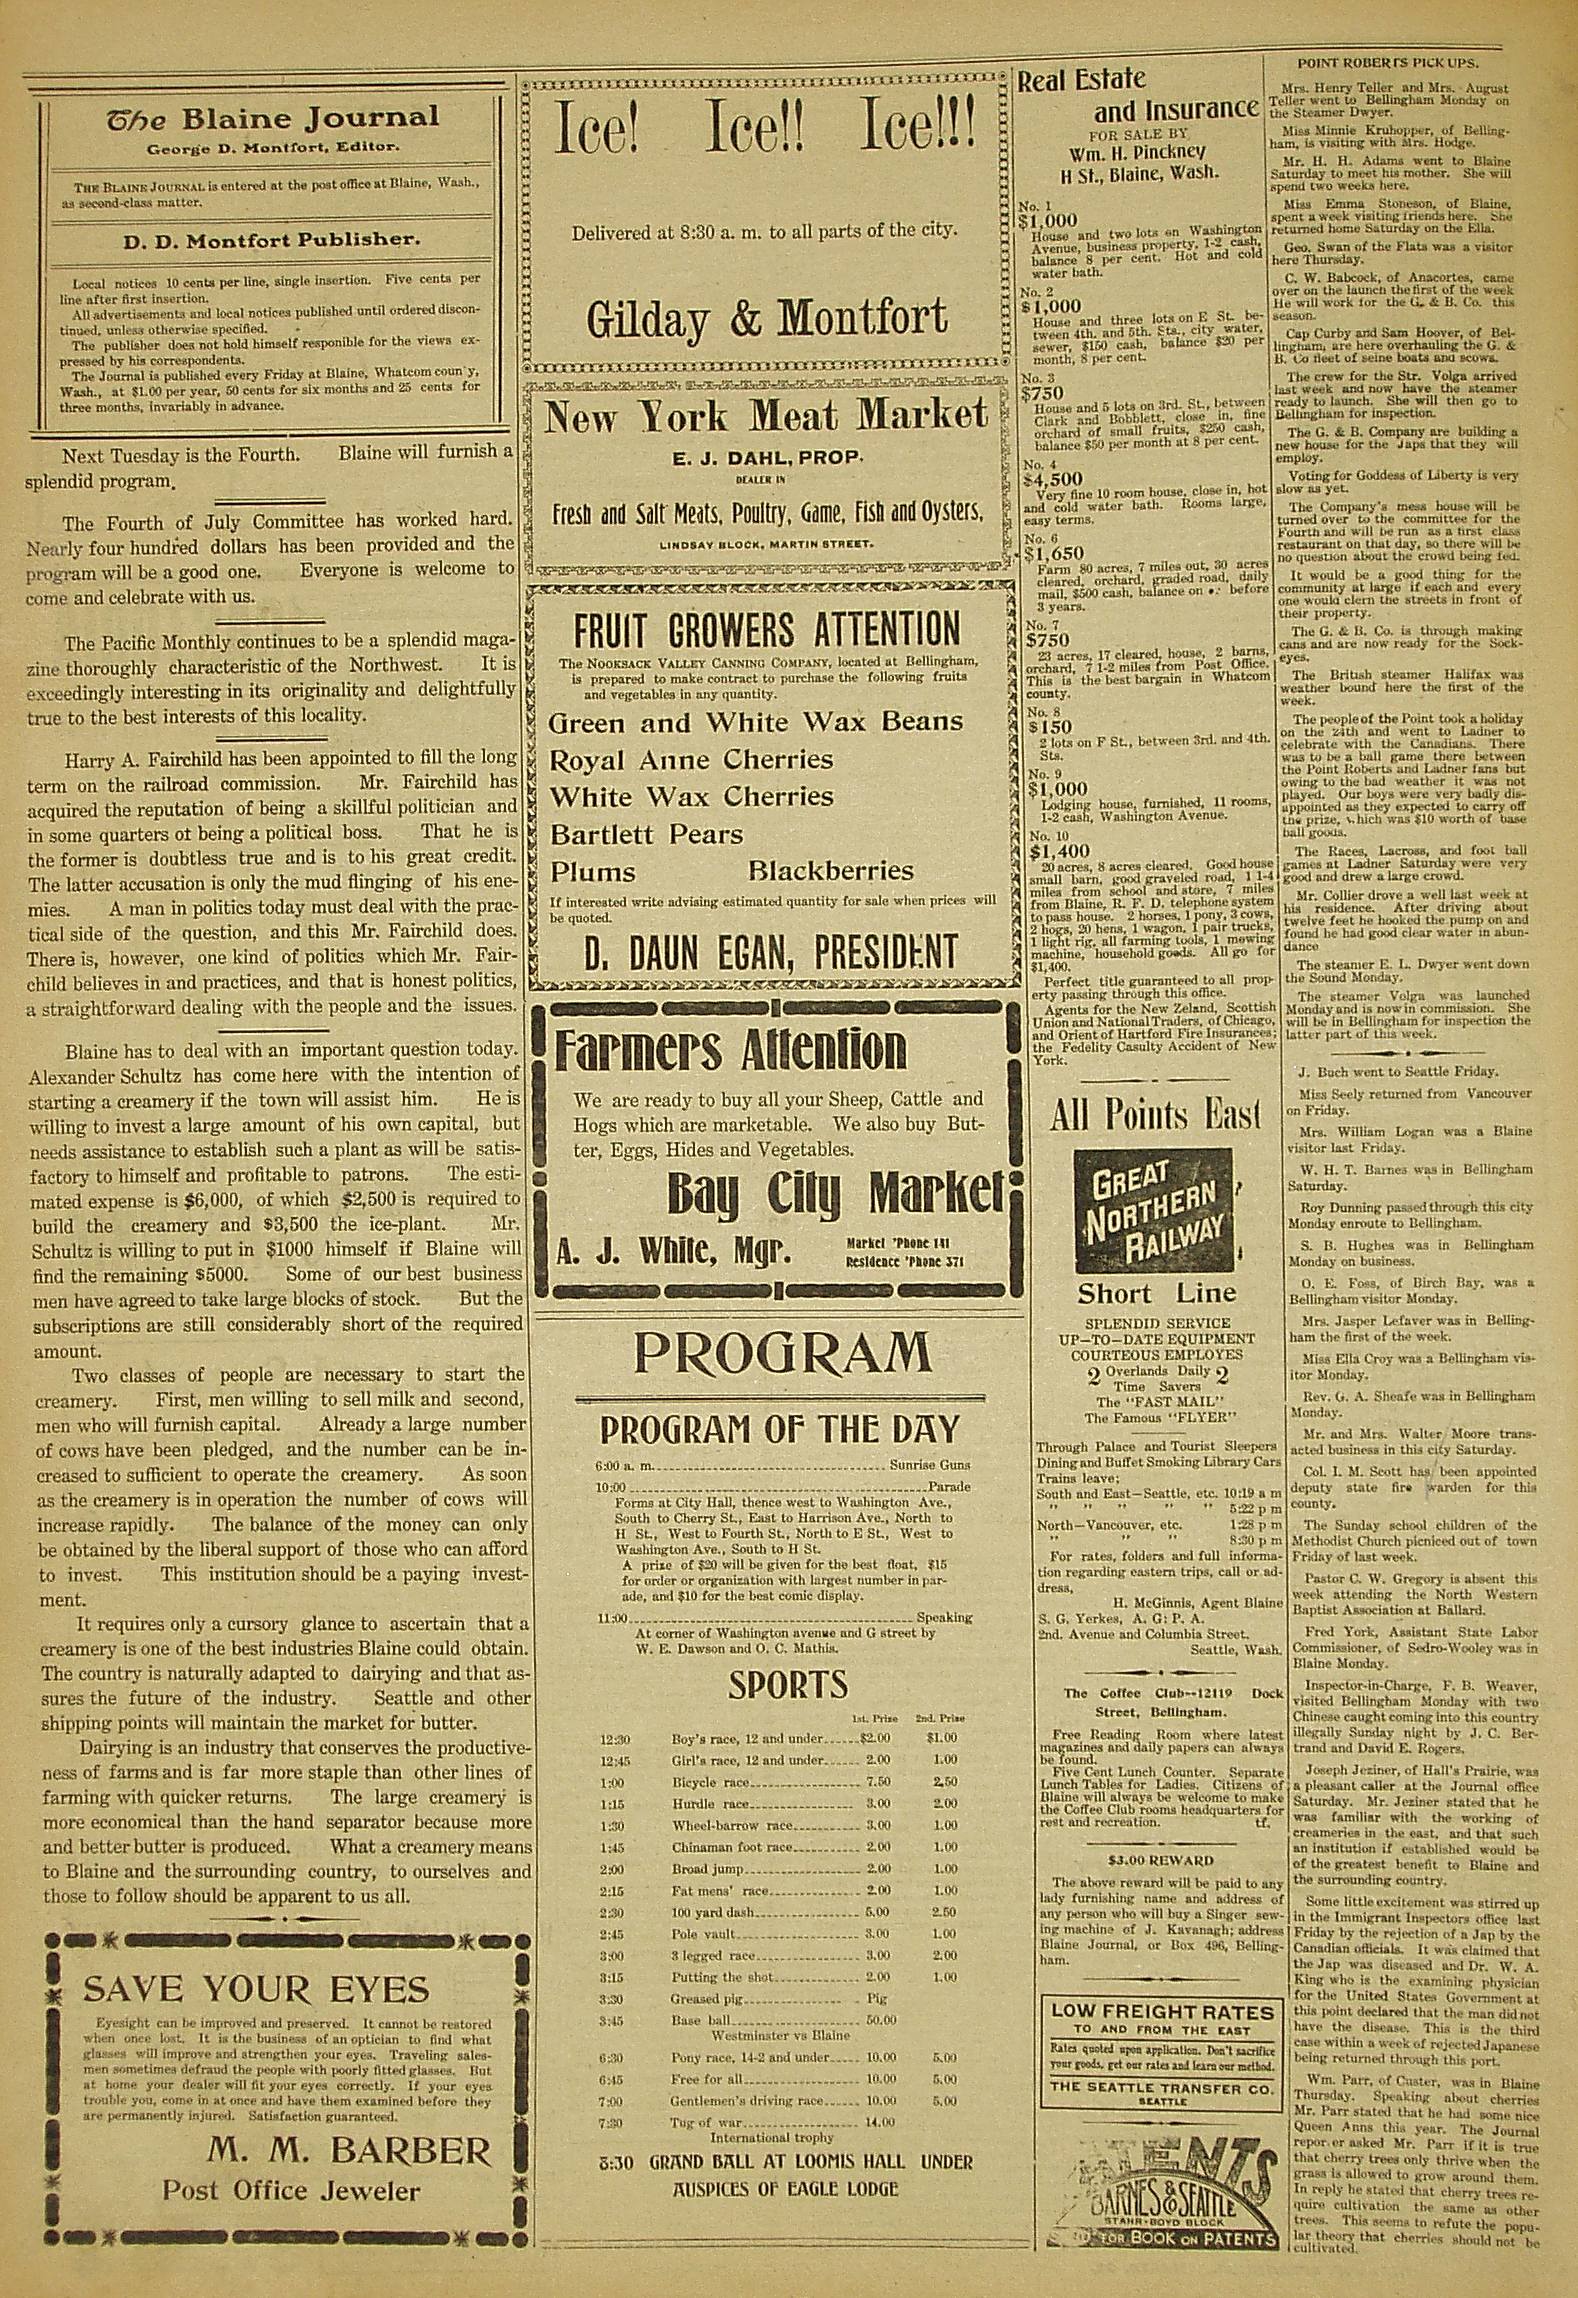 The Blaine Journal
George D. Montfort, Editor.
THE BLAINE JOURNAL is entered at the post office at Blaine, Wash.,
as second-class matter.
D. D. Montfort Publisher.
Local notices 10 cents per line, single insertion. Five cents per
line after first insertion.
All advertisements and local notices published until ordered discon-
tinued, unless otherwise specified.
The publisher does not hold himself responible for the views ex-
pressed by his correspondents.
The Journal is published every Friday at Blaine, Whatcom coun'y,
Wash., at $1.00 per year, 50 cents for six months and 25 cents for
three months, invariably in advance.
Next Tuesday is the Fourth. Blaine will furnish a
splendid program.
The Fourth of July Committee has worked hard.
Nearly four hundred dollars has been provided and the
program will be a good one. Everyone is welcome to
come and celebrate with us.
The Pacific Monthly continues to be a splendid maga-
zine thoroughly characteristic of the Northwest. It is
exceedingly interesting in its originality and delightfully
true to the best interests of this locality.
Harry A. Fairchild has been appointed to fill the long
term on the railroad commission. Mr. Fairchild has
acquired the reputation of being a skillful politician and
in some quarters ot being a political boss. That he is
the former is doubtless true and is to his great credit.
The latter accusation is only the mud flinging of his ene-
mies. A man in politics today must deal with the prac-
tical side of the question, and this Mr. Fairchild does.
There is, however, one kind of politics which Mr. Fair-
child believes in and practices, and that is honest politics,
a straightforward dealing with the people and the issues.
Blaine has to deal with an important question today.
Alexander Schultz has come here with the intention of
starting a creamery if the town will assist him. He is
willing to invest a large amount of his own capital, but
needs assistance to establish such a plant as will be satis-
factory to himself and profitable to patrons. The esti-
mated expense is $6,000, of which $2,500 is required to
build the creamery and $3,500 the ice-plant. Mr.
Schultz is willing to put in $1000 himself if Blaine will
find the remaining $5000. Some of our best business
men have agreed to take large blocks of stock. But the
subscriptions are still considerably short of the required
amount.
Two classes of people are necessary to start the
creamery. First, men willing to sell milk and second,
men who will furnish capital. Already a large number
of cows have been pledged, and the number can be in-
creased to sufficient to operate the creamery. As soon
as the creamery is in operation the number of cows will
increase rapidly. The balance of the money can only
be obtained by the liberal support of those who can afford
to invest. This institution should be a paying invest-
ment.
It requires only a cursory glance to ascertain that a
creamery is one of the best industries Blaine could obtain.
The country is naturally adapted to dairying and that as-
sures the future of the industry. Seattle and other
shipping points will maintain the market for butter.
Dairying is an industry that conserves the productive-
ness of farms and is far more staple than other lines of
farming with quicker returns. The large creamery is
more economical than the hand separator because more
and better butter is produced. What a creamery means
to Blaine and the surrounding country, to ourselves and
those to follow should be apparent to us all.
SAVE YOUR EYES
Eyesight can be improved and preserved. It cannot be restored
when once lost. It is the business of an optician to find what
glasses will improve and strengthen your eyes. Traveling sales-
men sometimes defraud the people with poorly fitted glasses. But
at home your dealer will fit your eyes correctly. If your eyes
trouble you, come in at once and have them examined before they
are permanently injured. Satisfaction guaranteed.
M. M. BARBER
Post Office Jeweler
Ice! Ice!! Ice!!!
Delivered at 8:30 a. m. to all parts of the city.
Gilday & Montfort
New York Meat Market
E. J. DAHL, PROP.
DEALER IN
Fresh and Salt Meats, Poultry, Game, Fish and Oysters,
LINDSAY BLOCK, MARTIN STREET.
FRUIT GROWERS ATTENTION
The NOOKSACK VALLEY CANNING COMPANY, located at Bellingham,
is prepared to make contract to purchase the following fruits
and vegetables in any quantity.
Green and White Wax Beans
Royal Anne Cherries
White Wax Cherries
Bartlett Pears
Plums Blackberries
If interested write advising estimated quantity for sale when prices will
be quoted.
D. DAUN EGAN, PRESIDENT
Farmers Attention
We are ready to buy all your Sheep, Cattle and
Hogs which are marketable. We also buy But-
ter, Eggs, Hides and Vegetables.
Bay City Market
A. J. White, Mgr.
Market 'Phone 141
Residence 'Phone 371
PROGRAM
PROGRAM OF THE DAY
6:00 a. m. Sunrise Guns
10:00 Parade
Forms at City Hall, thence west to Washington Ave.,
South to Cherry St., East to Harrison Ave., North to
H St., West to Fourth St., North to E St., West to
Washington Ave., South to H St.
A prize of $20 will be given for the best float, $15
for order or organization with largest number in par-
ade, and $10 for the best comic display.
11:00 Speaking
At corner of Washington avenue and G street by
W. E. Dawson and O. C. Mathis.
SPORTS
1st. Prize 2nd. Prize
12:30 Boy's race, 12 and under $2.00 $1.00
12:45 Girl's race, 12 and under 2.00 1.00
1:00 Bicycle race 7.50 2.50
1:15 Hurdle race 3.00 2.00
1:30 Wheel-barrow race 3.00 1.00
1:45 Chinaman foot race 2.00 1.00
2:00 Broad jump 2.00 1.00
2:15 Fat mens' race 2.00 1.00
2:30 100 yard dash 5.00 2.50
2:45 Pole vault 3.00 1.00
3:00 3 legged race 3.00 2.00
3:15 Putting the shot 2.00 1.00
3:30 Greased pig Pig
3:45 Base ball 50.00
Westminster vs Blaine
6:30 Pony race, 14-2 and under 10.00 5.00
6:45 Free for all 10.00 5.00
7:00 Gentlemen's driving race 10.00 5.00
7:30 Tug of war 14.00
International trophy
8:30 GRAND BALL AT LOOMIS HALL UNDER
AUSPICES OF EAGLE LODGE
Real Estate
and Insurance
FOR SALE BY
Wm. H. Pinckney
H St., Blaine, Wash.
No. 1
$1,000
House and two lots on Washington
Avenue, business property, 1-2 cash,
balance 8 per cent. Hot and cold
water bath.
No. 2
$1,000
House and three lots on E St. be-
tween 4th. and 5th. Sts., city water,
sewer, $150 cash, balance $20 per
month, 8 per cent.
No. 3
$750
House and 5 lots on 3rd. St., between
Clark and Bobblett, close in, fine
orchard of small fruits, $250 cash,
balance $50 per month at 8 per cent.
No. 4
$4,500
Very fine 10 room house, close in, hot
and cold water bath. Rooms large,
easy terms.
No. 6
$1,650
Farm 80 acres, 7 miles out, 30 acres
cleared, orchard, graded road, daily
mail, $500 cash, balance on or before
3 years.
No. 7
$750
23 acres, 17 cleared, house, 2 barns,
orchard, 7 1-2 miles from Post Office.
This is the best bargain in Whatcom
county.
No. 8
$150
2 lots on F St., between 3rd. and 4th.
Sts.
No. 9
$1,000
Lodging house, furnished, 11 rooms,
1-2 cash, Washington Avenue.
No. 10
$1,400
20 acres, 8 acres cleared. Good house
small barn, good graveled road, 1 1-4
miles from school and store, 7 miles
from Blaine, R. F. D. telephone system
to pass house. 2 horses, 1 pony, 3 cows,
2 hogs, 20 hens, 1 wagon, 1 pair trucks,
1 light rig, all farming tools, 1 mowing
machine, household goods. All go for
$1,400.
Perfect title guaranteed to all prop-
erty passing through this office.
Agents for the New Zeland, Scottish
Union and National Traders, of Chicago,
and Orient of Hartford Fire Insurances;
the Fedelity Casulty Accident of New
York.
All Points East
GREAT
NORTHERN
RAILWAY
Short Line
SPLENDID SERVICE
UP-TO-DATE EQUIPMENT
COURTEOUS EMPLOYES
2 Overlands Daily 2
Time Savers
The "FAST MAIL"
The Famous "FLYER"
Through Palace and Tourist Sleepers
Dining and Buffet Smoking Library Cars
Trains leave;
South and East—Seattle, etc. 10:19 a m
" " " " " 5:22 p m
North—Vancouver, etc. 1:28 p m
" " " 8:30 p m
For rates, folders and full informa-
tion regarding eastern trips, call or ad-
dress,
H. McGinnis, Agent Blaine
S. G. Yerkes, A. G: P. A.
2nd. Avenue and Columbia Street.
Seattle, Wash.
The Coffee Club--12119 Dock
Street, Bellingham.
Free Reading Room where latest
magazines and daily papers can always
be found.
Five Cent Lunch Counter. Separate
Lunch Tables for Ladies. Citizens of
Blaine will always be welcome to make
the Coffee Club rooms headquarters for
rest and recreation. tf.
$3.00 REWARD
The above reward will be paid to any
lady furnishing name and address of
any person who will buy a Singer sew-
ing machine of J. Kavanagh; address
Blaine Journal, or Box 496, Belling-
ham.
LOW FREIGHT RATES
TO AND FROM THE EAST
Rates quoted upon application. Don't sacrifice
your goods, get our rates and learn our method.
THE SEATTLE TRANSFER CO.
SEATTLE
PATENTS
BARNES & CO SEATTLE
STARR-BOYD BLOCK
FOR BOOK ON PATENTS
POINT ROBERTS PICK UPS.
Mrs. Henry Teller and Mrs. August
Teller went to Bellingham Monday on
the Steamer Dwyer.
Miss Minnie Kruhopper, of Belling-
ham, is visiting with Mrs. Hodge.
Mr. H. H. Adams went to Blaine
Saturday to meet his mother. She will
spend two weeks here.
Miss Emma Stoneson, of Blaine,
spent a week visiting friends here. She
returned home Saturday on the Ella.
Geo. Swan of the Flats was a visitor
here Thursday.
C. W. Babcock, of Anacortes, came
over on the launch the first of the week
He will work for the G. & B. Co. this
season.
Cap Curby and Sam Hoover, of Bel-
lingham, are here overhauling the G. &
B. Co fleet of seine boats and scows.
The crew for the Str. Volga arrived
last week and now have the steamer
ready to launch. She will then go to
Bellingham for inspection.
The G. & B. Company are building a
new house for the Japs that they will
employ.
Voting for Goddess of Liberty is very
slow as yet.
The Company's mess house will be
turned over to the committee for the
Fourth and will be run as a first class
restaurant on that day, so there will be
no question about the crowd being fed.
It would be a good thing for the
community at large if each and every
one would clern the streets in front of
their property.
The G. & B. Co. is through making
cans and are now ready for the Sock-
eyes.
The British steamer Halifax was
weather bound here the first of the
week.
The people of the Point took a holiday
on the 24th and went to Ladner to
celebrate with the Canadians. There
was to be a ball game there between
the Point Roberts and Ladner fans but
owing to the bad weather it was not
played. Our boys were very badly dis-
appointed as they expected to carry off
the prize, which was $10 worth of base
ball goods.
The Races, Lacross, and foot ball
games at Ladner Saturday were very
good and drew a large crowd.
Mr. Collier drove a well last week at
his residence. After driving about
twelve feet he hooked the pump on and
found he had good clear water in abun-
dance
The steamer E. L. Dwyer went down
the Sound Monday.
The steamer Volga was launched
Monday and is now in commission. She
will be in Bellingham for inspection the
latter part of this week.
J. Buch went to Seattle Friday.
Miss Seely returned from Vancouver
on Friday.
Mrs. William Logan was a Blaine
visitor last Friday.
W. H. T. Barnes was in Bellingham
Saturday.
Roy Dunning passed through this city
Monday enroute to Bellingham.
S. B. Hughes was in Bellingham
Monday on business.
O. E. Foss, of Birch Bay, was a
Bellingham visitor Monday.
Mrs. Jasper Lefaver was in Belling-
ham the first of the week.
Miss Ella Croy was a Bellingham vis-
itor Monday.
Rev. G. A. Sheafe was in Bellingham
Monday.
Mr. and Mrs. Walter Moore trans-
acted business in this city Saturday.
Col. I. M. Scott has been appointed
deputy state fire warden for this
county.
The Sunday school children of the
Methodist Church picniced out of town
Friday of last week.
Pastor C. W. Gregory is absent this
week attending the North Western
Baptist Association at Ballard.
Fred York, Assistant State Labor
Commissioner, of Sedro-Wooley was in
Blaine Monday.
Inspector-in-Charge, F. B. Weaver,
visited Bellingham Monday with two
Chinese caught coming into this country
illegally Sunday night by J. C. Ber-
trand and David E. Rogers.
Joseph Jeziner, of Hall's Prairie, was
a pleasant caller at the Journal office
Saturday. Mr. Jeziner stated that he
was familiar with the working of
creameries in the east, and that such
an institution if established would be
of the greatest benefit to Blaine and
the surrounding country.
Some little excitement was stirred up
in the Immigrant Inspectors office last
Friday by the rejection of a Jap by the
Canadian officials. It was claimed that
the Jap was diseased and Dr. W. A.
King who is the examining physician
for the United States Government at
this point declared that the man did not
have the disease. This is the third
case within a week of rejected Japanese
being returned through this port.
Wm. Parr, of Custer, was in Blaine
Thursday. Speaking about cherries
Mr. Parr stated that he had some nice
Queen Anns this year. The Journal
repor.er asked Mr. Parr if it is true
that cherry trees only thrive when the
grass is allowed to grow around them.
In reply he stated that cherry trees re-
quire cultivation the same as other
trees. This seems to refute the popu-
lar theory that cherries should not be
cultivated.